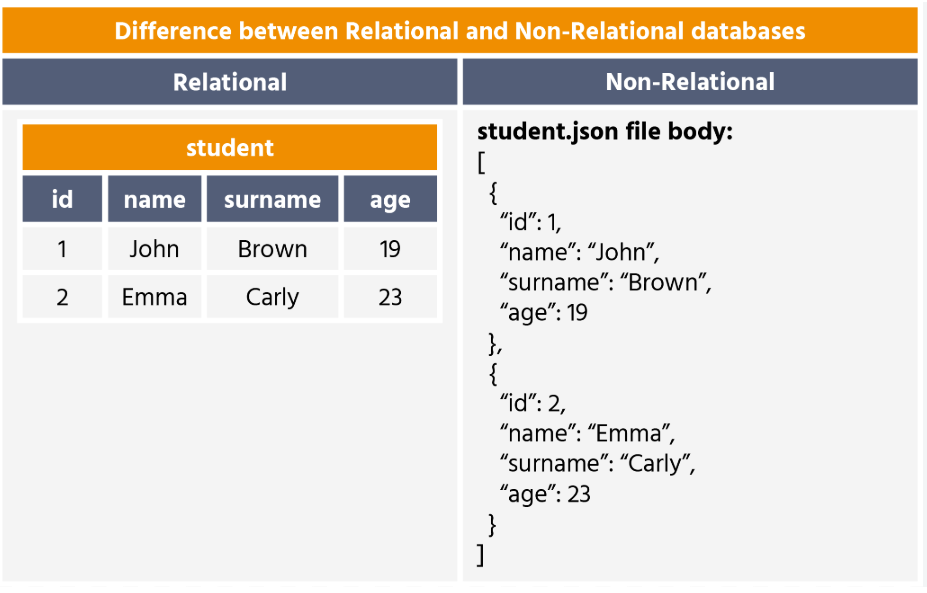 Difference between Relational and Non-Relational databases
Relational
Non-Relational
student
id name surname age
1 John Brown 19
2 Emma Carly 23
student.json file body:
[
{
“id”: 1,
“name”: “John”,
“surname”: “Brown”,
“age”: 19
},
{
“id”: 2,
“name”: “Emma”,
“surname”: “Carly”,
“age”: 23
}
]